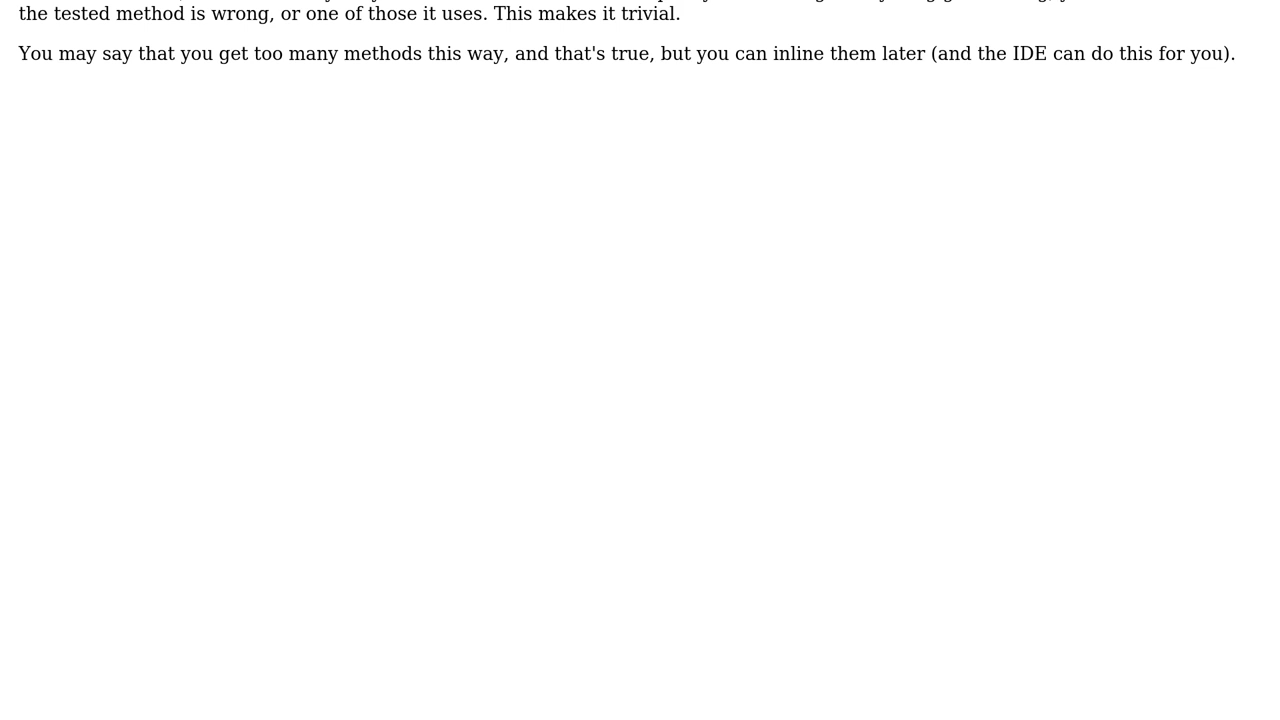 the tested method is wrong, or one of those it uses. This makes it trivial.
You may say that you get too many methods this way, and that's true, but you can inline them later (and the IDE can do this for you).